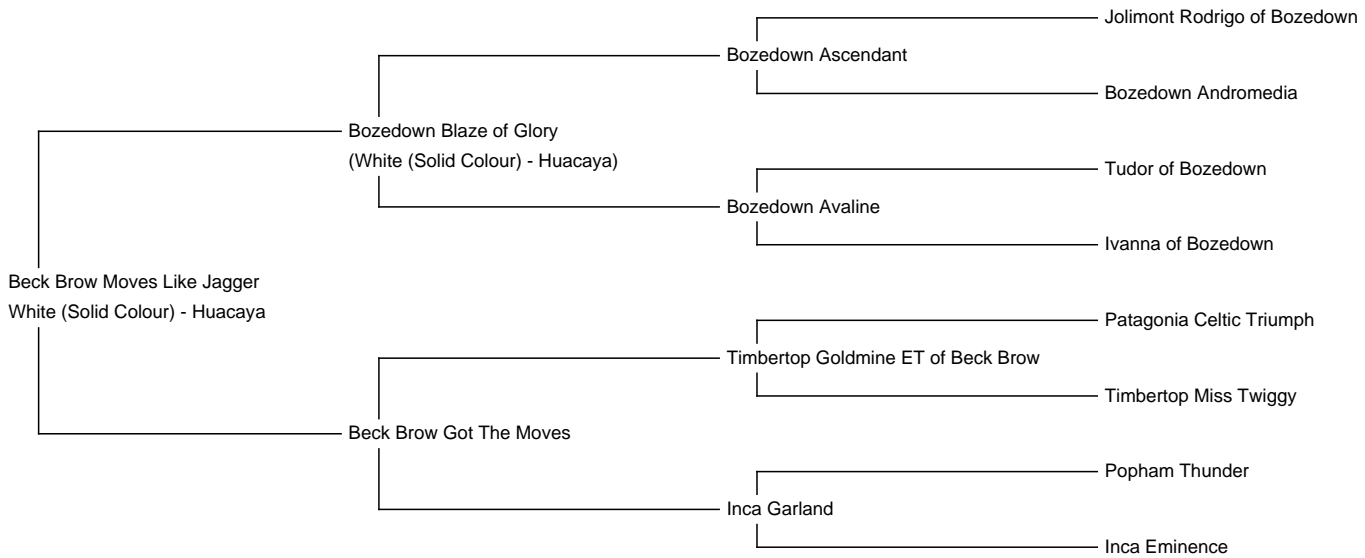 Jolimont Rodrigo of Bozedown
Bozedown Ascendant
Bozedown Andromedia
Bozedown Blaze of Glory
(White (Solid Colour) - Huacaya)
Tudor of Bozedown
Bozedown Avaline
Ivanna of Bozedown
Beck Brow Moves Like Jagger
White (Solid Colour) - Huacaya
Patagonia Celtic Triumph
Timbertop Goldmine ET of Beck Brow
Timbertop Miss Twiggy
Beck Brow Got The Moves
Popham Thunder
Inca Garland
Inca Eminence